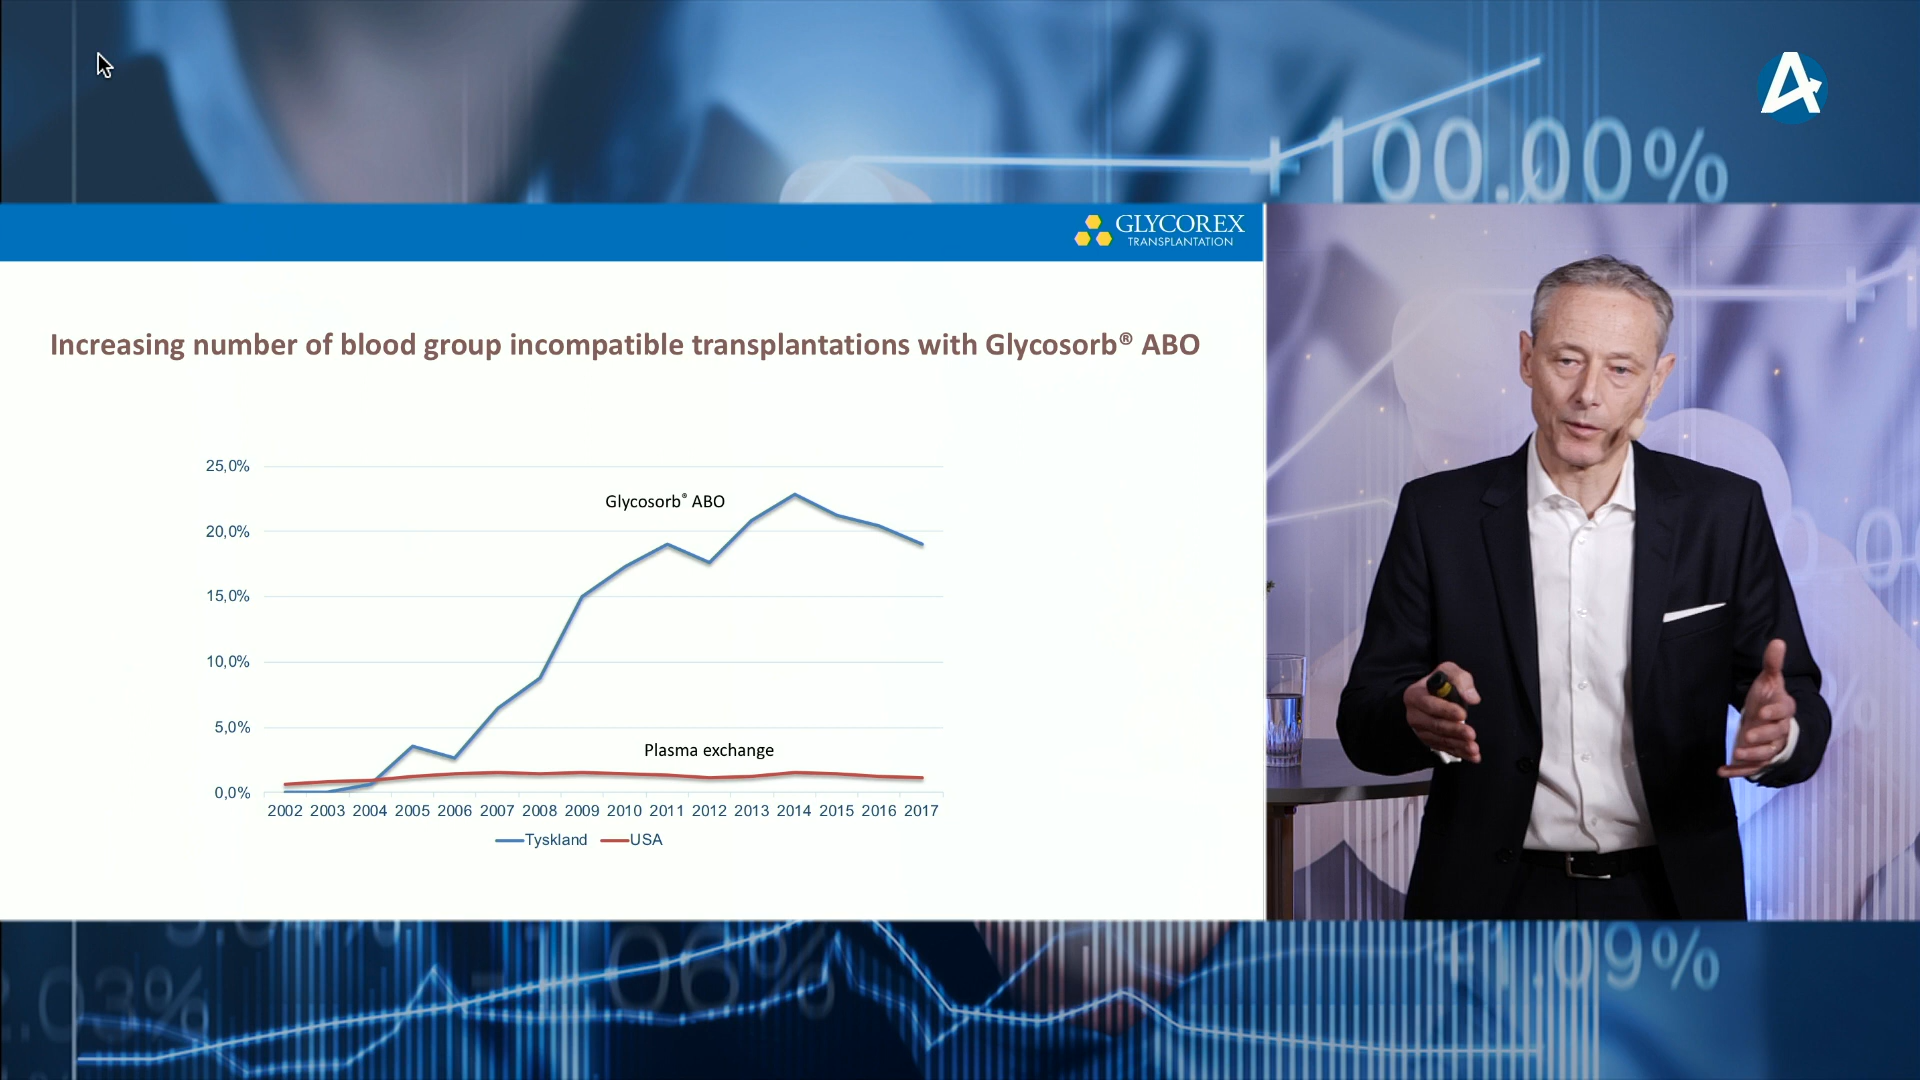 +100.00%
GLYCOREX
TRANSPLANTATION
Increasing number of blood group incompatible transplantations with Glycosorb® ABO
25,0%
20,0%
15,0%
10,0%
5,0%
0,0%
Glycosorb® ABO
Plasma exchange
2002 2003 2004 2005 2006 2007 2008 2009 2010 2011 2012 2013 2014 2015 2016 2017
Tyskland USA
+1.09%